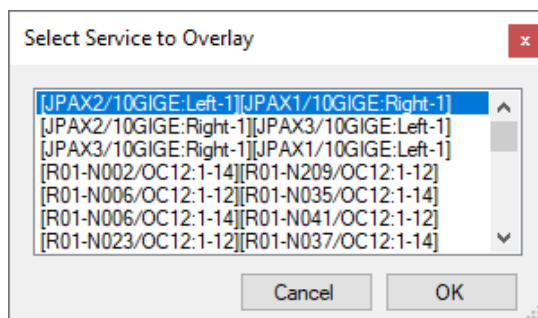 Select Service to Overlay
x
[JPAX2/10GIGE:Left-1][JPAX1/10GIGE:Right-1]
[JPAX2/10GIGE:Right-1][JPAX3/10GIGE:Left-1]
[JPAX3/10GIGE:Right-1][JPAX1/10GIGE:Left-1]
[R01-N002/OC12:1-14][R01-N209/OC12:1-12]
[R01-N006/OC12:1-12][R01-N035/OC12:1-14]
[R01-N006/OC12:1-14][R01-N041/OC12:1-12]
[R01-N023/OC12:1-12][R01-N037/OC12:1-14]
Cancel OK